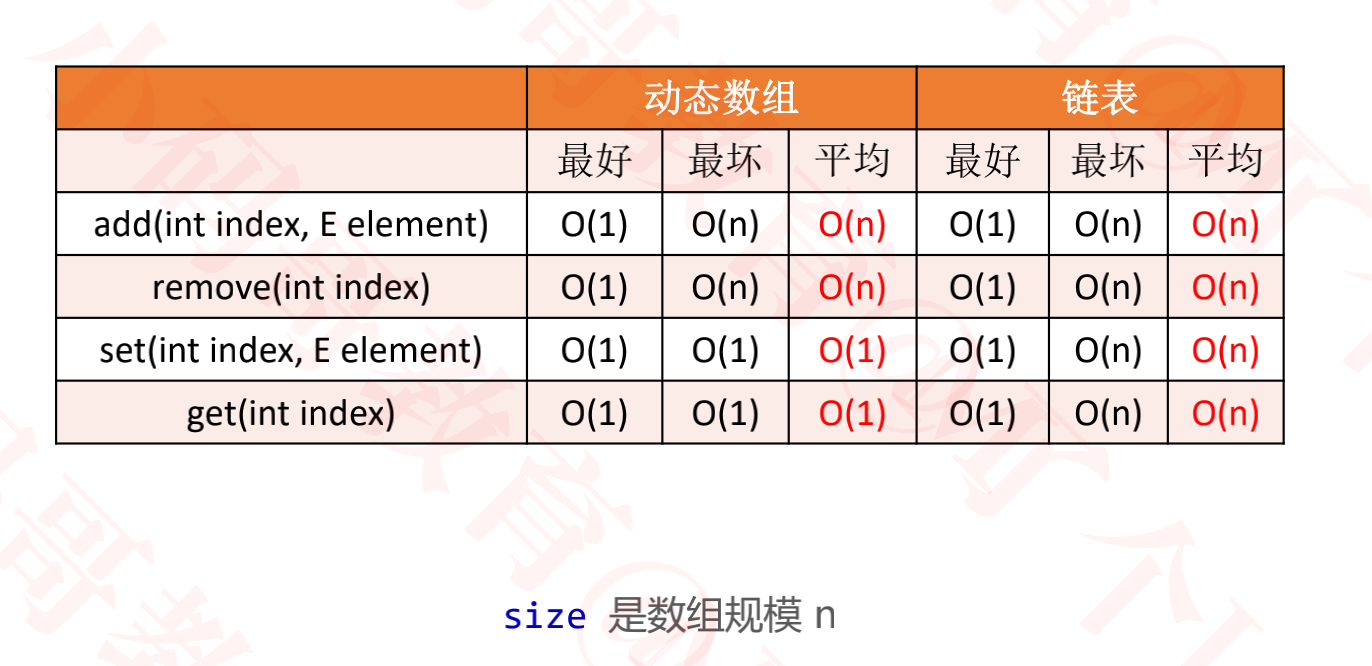 动态数组 链表
最好 最坏 平均 最好 最坏 平均
add(int index, E element) O(1) O(n) O(n) O(1) O(n) O(n)
remove(int index) O(1) O(n) O(n) O(1) O(n) O(n)
set(int index, E element) O(1) O(1) O(1) O(1) O(n) O(n)
get(int index) O(1) O(1) O(1) O(1) O(n) O(n)
size 是数组规模 n